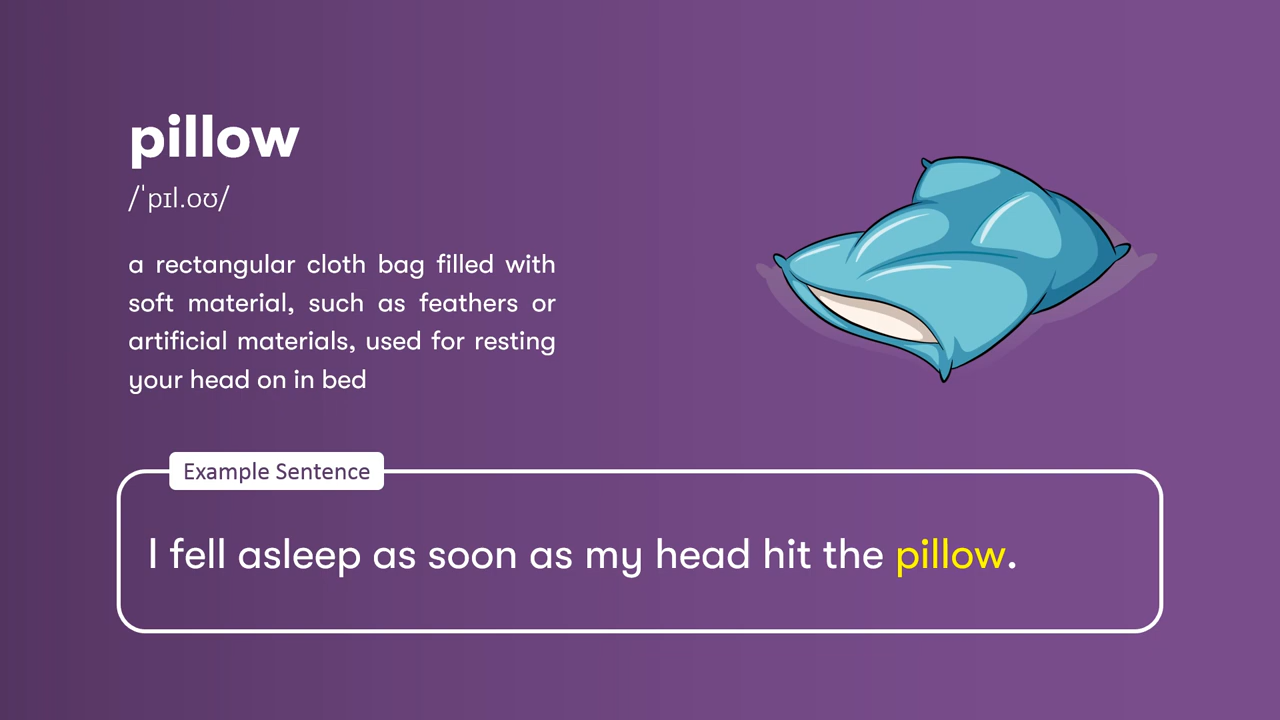 pillow
/ˈpɪl.oʊ/
a rectangular cloth bag filled with
soft material, such as feathers or
artificial materials, used for resting
your head on in bed
Example Sentence
I fell asleep as soon as my head hit the pillow.